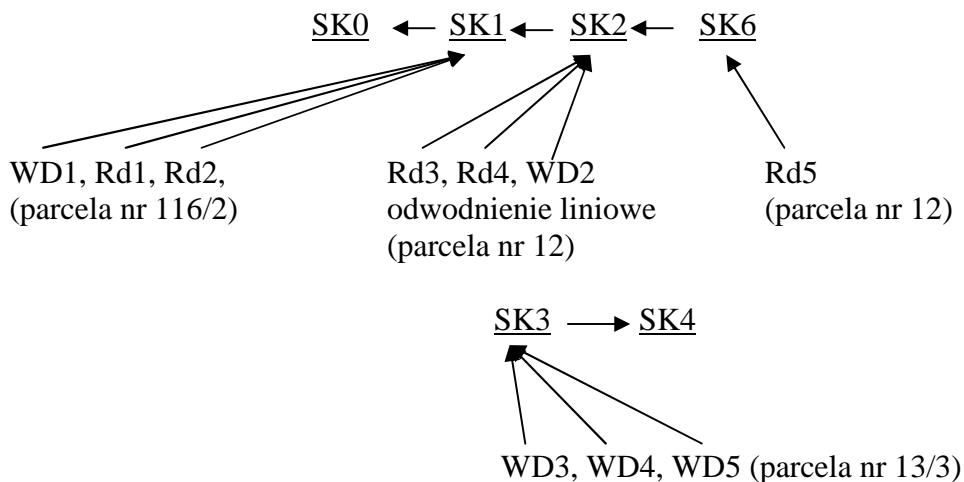 SK0 SK1 SK2 SK6
WD1, Rd1, Rd2,
(parcela nr 116/2)
Rd3, Rd4, WD2
odwodnienie liniowe
(parcela nr 12)
Rd5
(parcela nr 12)
SK3 SK4
WD3, WD4, WD5 (parcela nr 13/3)